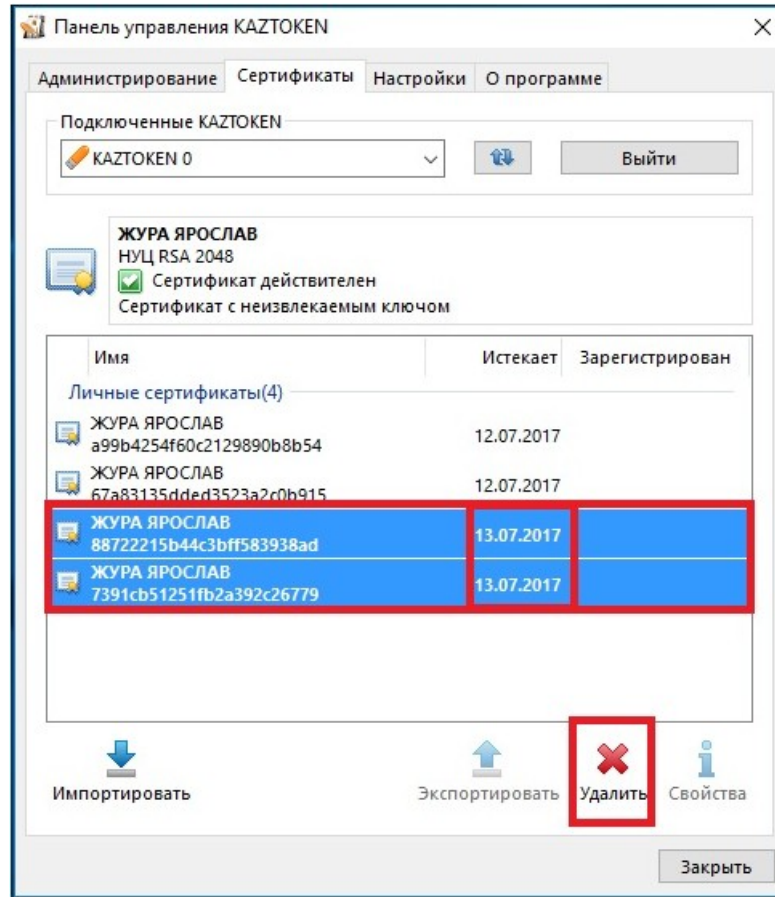 Панель управления KAZTOKEN
Администрирование Сертификаты Настройки О программе
Подключенные KAZTOKEN
KAZTOKEN 0 Выйти
ЖУРА ЯРОСЛАВ
НУЦ RSA 2048
Сертификат действителен
Сертификат с неизвлекаемым ключом
Имя Истекает Зарегистрирован
Личные сертификаты(4)
ЖУРА ЯРОСЛАВ
a99b4254f60c2129890b8b54 12.07.2017
ЖУРА ЯРОСЛАВ
67a83135dded3523a2c0b915 12.07.2017
ЖУРА ЯРОСЛАВ
88722215b44c3bff583938ad 13.07.2017
ЖУРА ЯРОСЛАВ
7391cb51251fb2a392c26779 13.07.2017
Импортировать Экспортировать Удалить Свойства
Закрыть